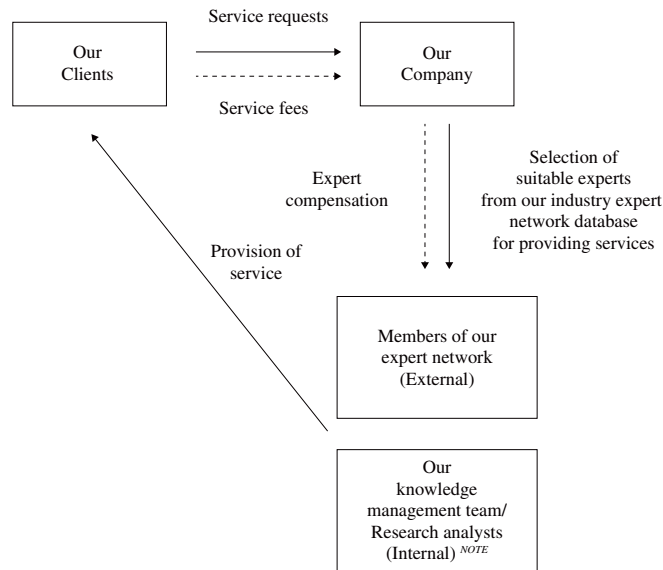 Service requests
Our
Clients
Our
Company
Service fees
Expert
compensation
Selection of
suitable experts
from our industry expert
network database
for providing services
Provision of
service
Members of our
expert network
(External)
Our
knowledge
management team/
Research analysts
(Internal) NOTE